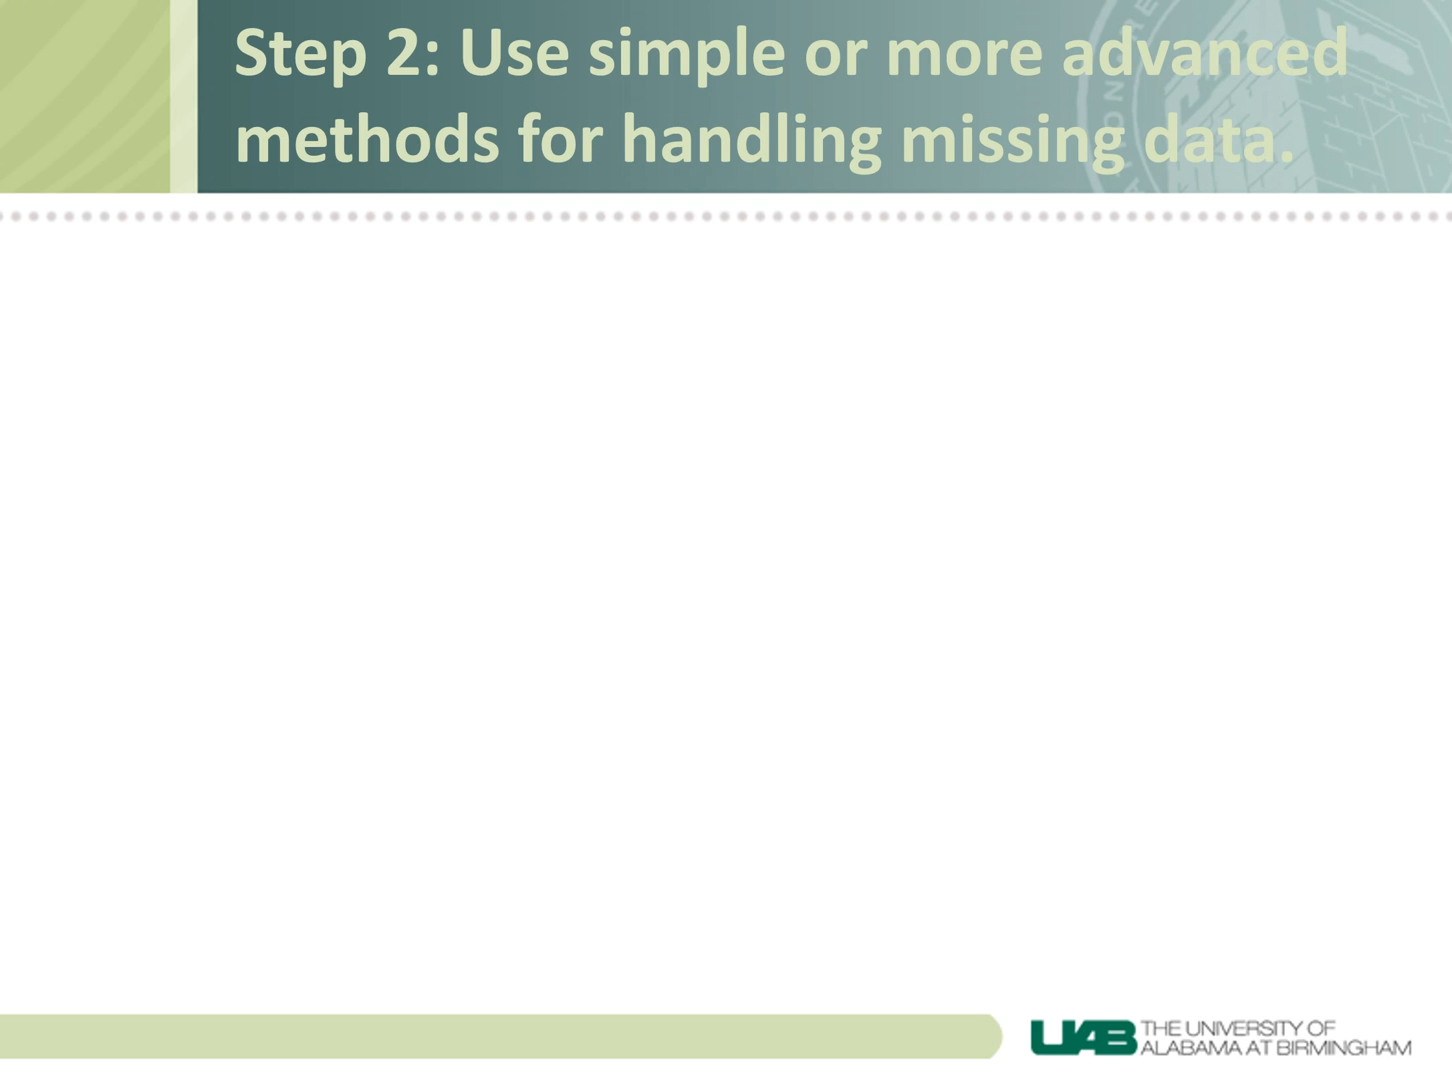 Step 2: Use simple or more advanced
methods for handling missing data.
UAB THE UNIVERSITY OF
ALABAMA AT BIRMINGHAM